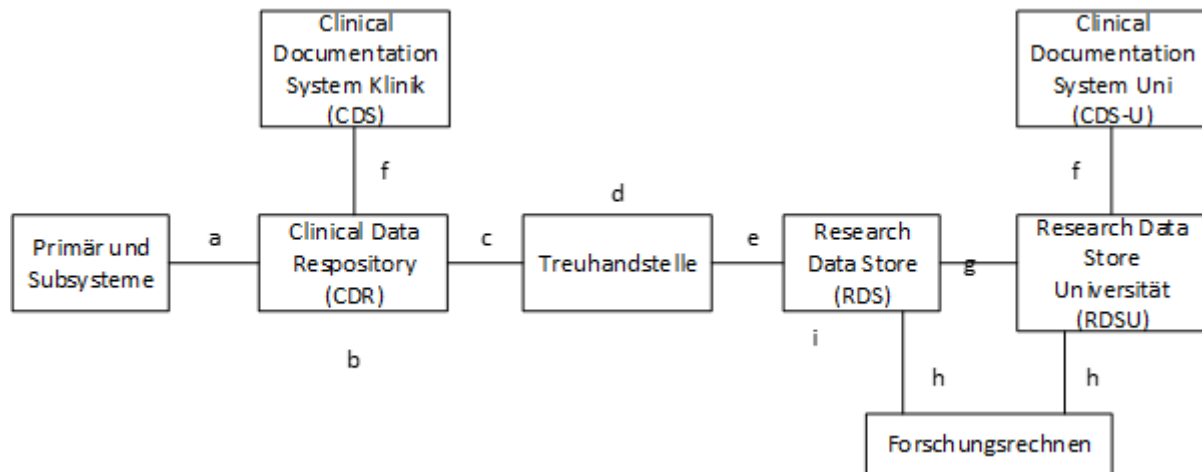 Clinical
Documentation
System Klinik
(CDS)
Clinical
Documentation
System Uni
(CDS-U)
f
d
f
Primär und
Subsysteme
a
Clinical Data
Respository
(CDR)
c
Treuhandstelle
e
Research
Data Store
(RDS)
g
Research Data
Store
Universität
(RDSU)
b
i
h
h
Forschungsrechnen